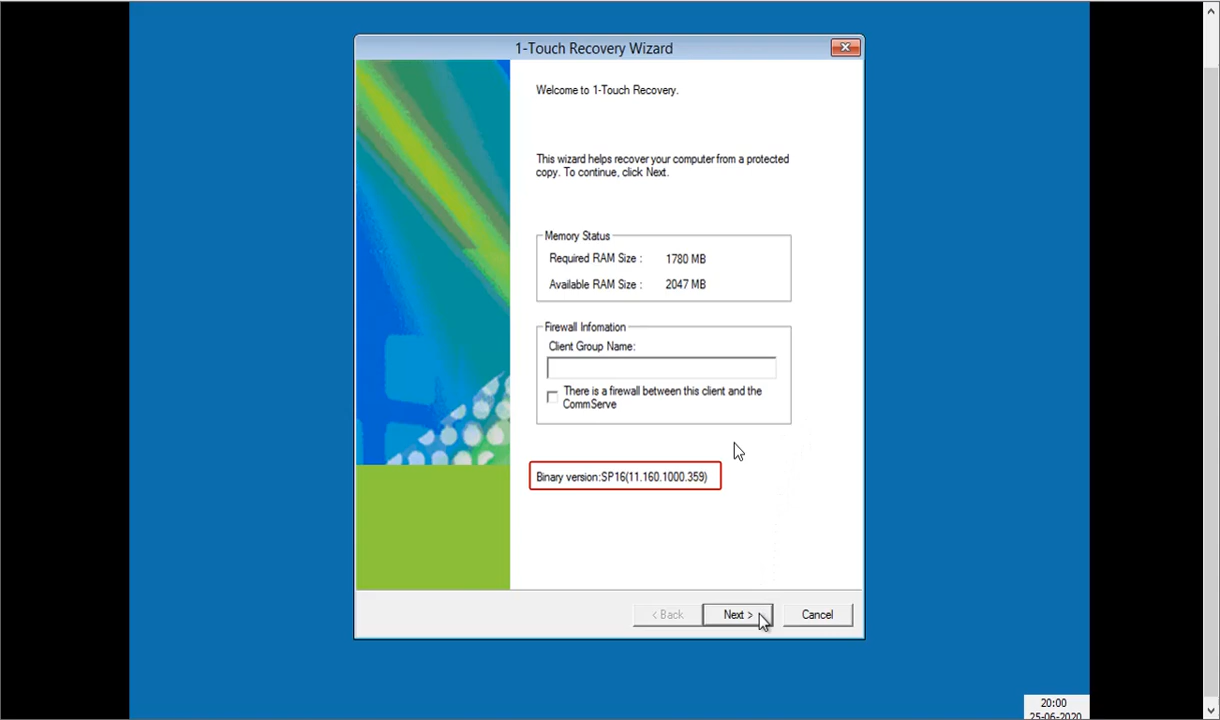 1-Touch Recovery Wizard
Welcome to 1-Touch Recovery.
This wizard helps recover your computer from a protected
copy. To continue, click Next.
Memory Status
Required RAM Size : 1780 MB
Available RAM Size : 2047 MB
Firewall Infomation
Client Group Name:
There is a firewall between this client and the
CommServe
Binary version:SP16(11.160.1000.359)
< Back Next > Cancel
20:00
25-06-2020